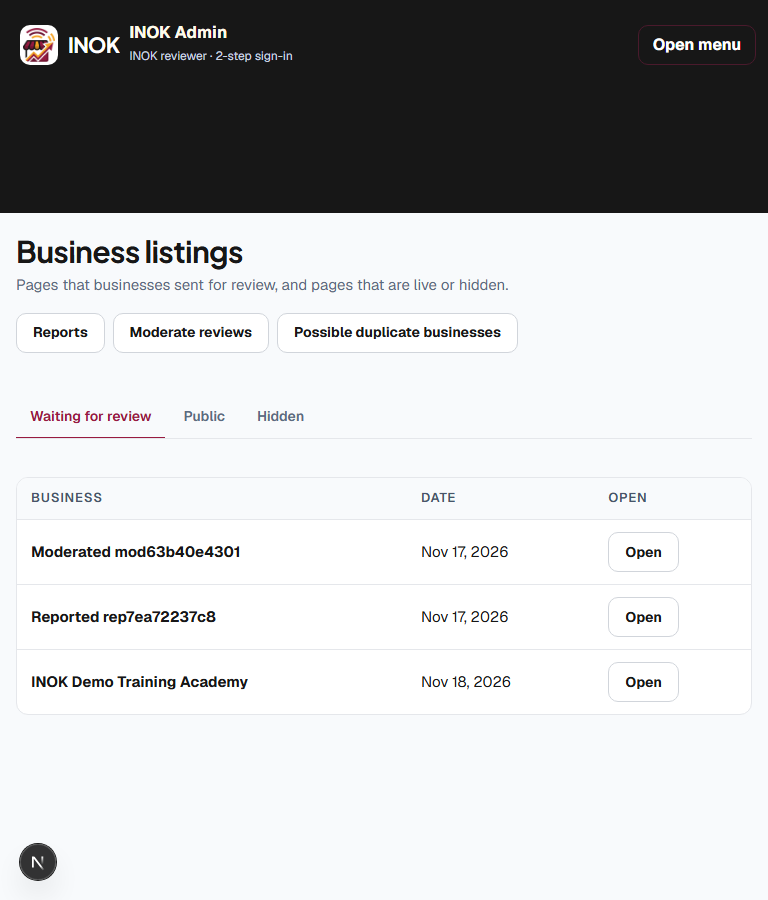 INOK
INOK Admin
INOK reviewer · 2-step sign-in
Open menu
Business listings
Pages that businesses sent for review, and pages that are live or hidden.
Reports
Moderate reviews
Possible duplicate businesses
Waiting for review
Public
Hidden
BUSINESS DATE OPEN
Moderated mod63b40e4301 Nov 17, 2026 Open
Reported rep7ea72237c8 Nov 17, 2026 Open
INOK Demo Training Academy Nov 18, 2026 Open
N